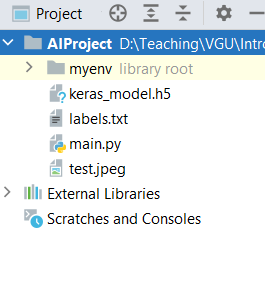 Project
AIProject D:\Teaching\VGU\Intro
myenv library root
keras_model.h5
labels.txt
main.py
test.jpeg
External Libraries
Scratches and Consoles